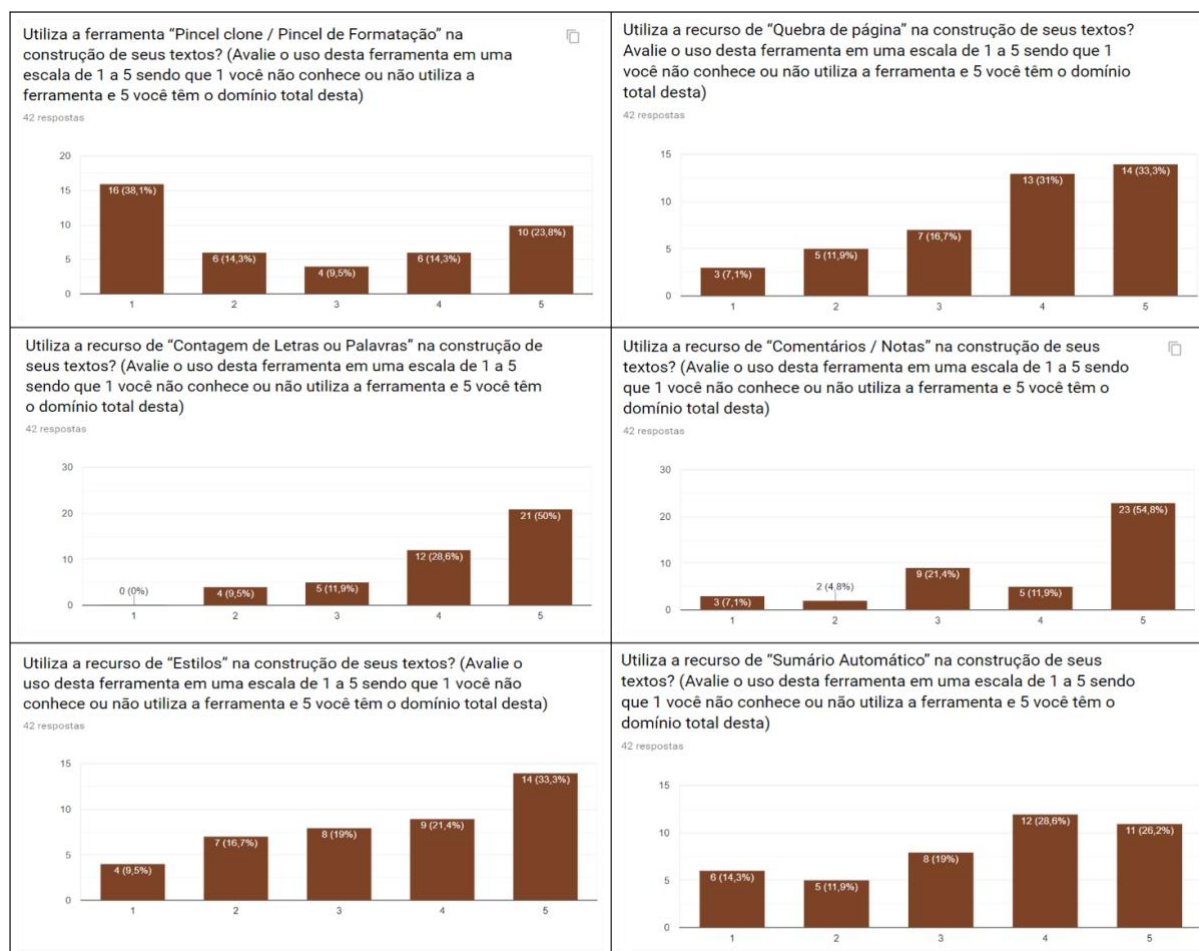 Utiliza a ferramenta “Pincel clone / Pincel de Formatação” na
construção de seus textos? (Avalie o uso desta ferramenta em uma
escala de 1 a 5 sendo que 1 você não conhece ou não utiliza a
ferramenta e 5 você têm o domínio total desta)
42 respostas
20
15
10
5
0
16 (38,1%)
6 (14,3%)
4 (9,5%)
6 (14,3%)
10 (23,8%)
1
2
3
4
5
Utiliza a recurso de “Quebra de página” na construção de seus textos?
Avalie o uso desta ferramenta em uma escala de 1 a 5 sendo que 1
você não conhece ou não utiliza a ferramenta e 5 você têm o domínio
total desta)
42 respostas
15
10
5
0
3 (7,1%)
5 (11,9%)
7 (16,7%)
13 (31%)
14 (33,3%)
1
2
3
4
5
Utiliza a recurso de “Contagem de Letras ou Palavras” na construção de
seus textos? (Avalie o uso desta ferramenta em uma escala de 1 a 5
sendo que 1 você não conhece ou não utiliza a ferramenta e 5 você têm
o domínio total desta)
42 respostas
30
20
10
0
0 (0%)
4 (9,5%)
5 (11,9%)
12 (28,6%)
21 (50%)
1
2
3
4
5
Utiliza a recurso de “Comentários / Notas” na construção de seus
textos? (Avalie o uso desta ferramenta em uma escala de 1 a 5 sendo
que 1 você não conhece ou não utiliza a ferramenta e 5 você têm o
domínio total desta)
42 respostas
30
20
10
0
3 (7,1%)
2 (4,8%)
9 (21,4%)
5 (11,9%)
23 (54,8%)
1
2
3
4
5
Utiliza a recurso de “Estilos“ na construção de seus textos? (Avalie o
uso desta ferramenta em uma escala de 1 a 5 sendo que 1 você não
conhece ou não utiliza a ferramenta e 5 você têm o domínio total desta)
42 respostas
15
10
5
0
4 (9,5%)
7 (16,7%)
8 (19%)
9 (21,4%)
14 (33,3%)
1
2
3
4
5
Utiliza a recurso de “Sumário Automático” na construção de seus
textos? (Avalie o uso desta ferramenta em uma escala de 1 a 5 sendo
que 1 você não conhece ou não utiliza a ferramenta e 5 você têm o
domínio total desta)
42 respostas
15
10
5
0
6 (14,3%)
5 (11,9%)
8 (19%)
12 (28,6%)
11 (26,2%)
1
2
3
4
5